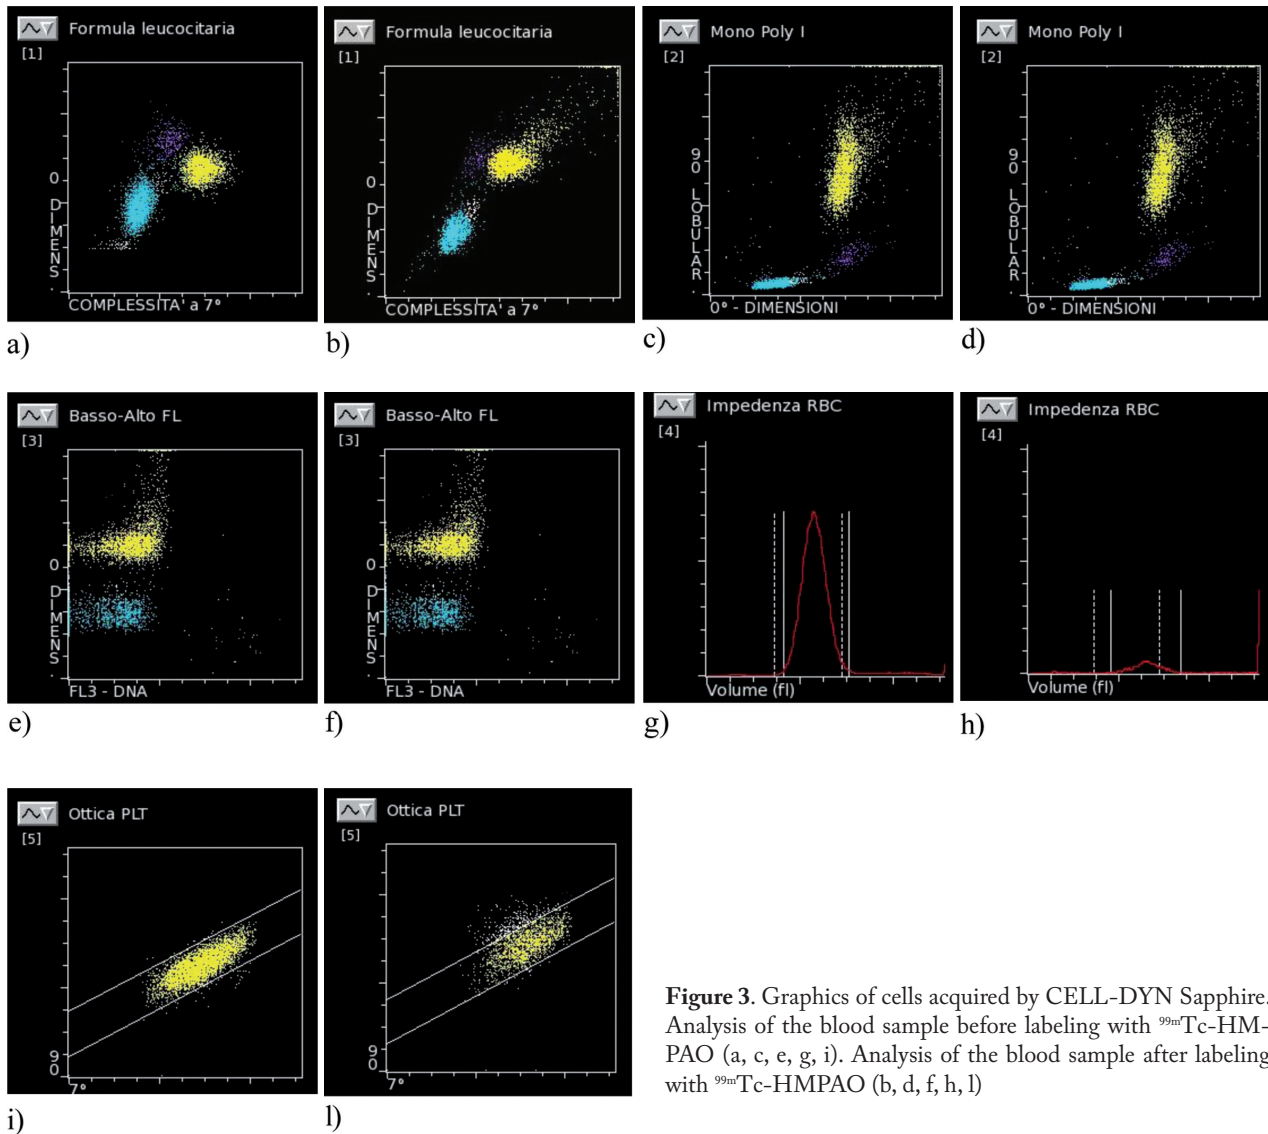 Formula leucocitaria
[1]
0 DIMENS.
COMPLESSITA' a 7°
a)
Formula leucocitaria
[1]
0 DIMENS.
COMPLESSITA' a 7°
b)
Mono Poly I
[2]
90 LOBULAR
0° - DIMENSIONI
c)
Mono Poly I
[2]
90 LOBULAR
0° - DIMENSIONI
d)
Basso-Alto FL
[3]
0 DIMENS.
FL3 - DNA
e)
Basso-Alto FL
[3]
0 DIMENS.
FL3 - DNA
f)
Impedenza RBC
[4]
Volume (fl)
g)
Impedenza RBC
[4]
Volume (fl)
h)
Ottica PLT
[5]
90
7°
i)
Ottica PLT
[5]
90
7°
l)
Figure 3. Graphics of cells acquired by CELL-DYN Sapphire.
Analysis of the blood sample before labeling with 99mTc-HM-
PAO (a, c, e, g, i). Analysis of the blood sample after labeling
with 99mTc-HMPAO (b, d, f, h, l)